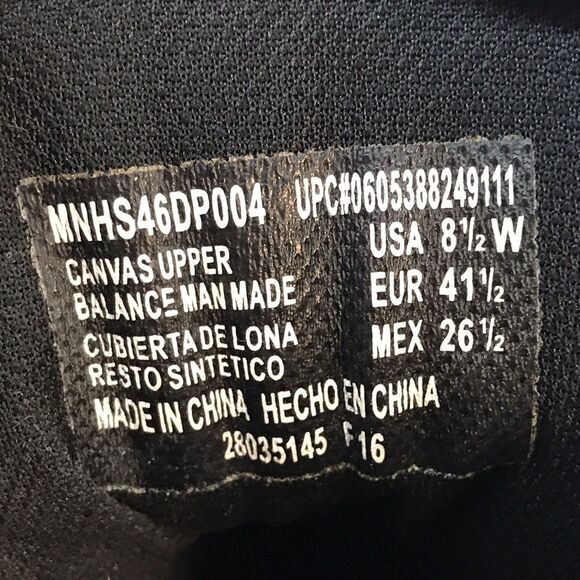 MNHS46DP004 UPC#0605388249111
CANVAS UPPER USA 8½ W
BALANCE MAN MADE EUR 41½
CUBIERTA DE LONA MEX 26½
RESTO SINTETICO
MADE IN CHINA HECHO EN CHINA
28035145 F16